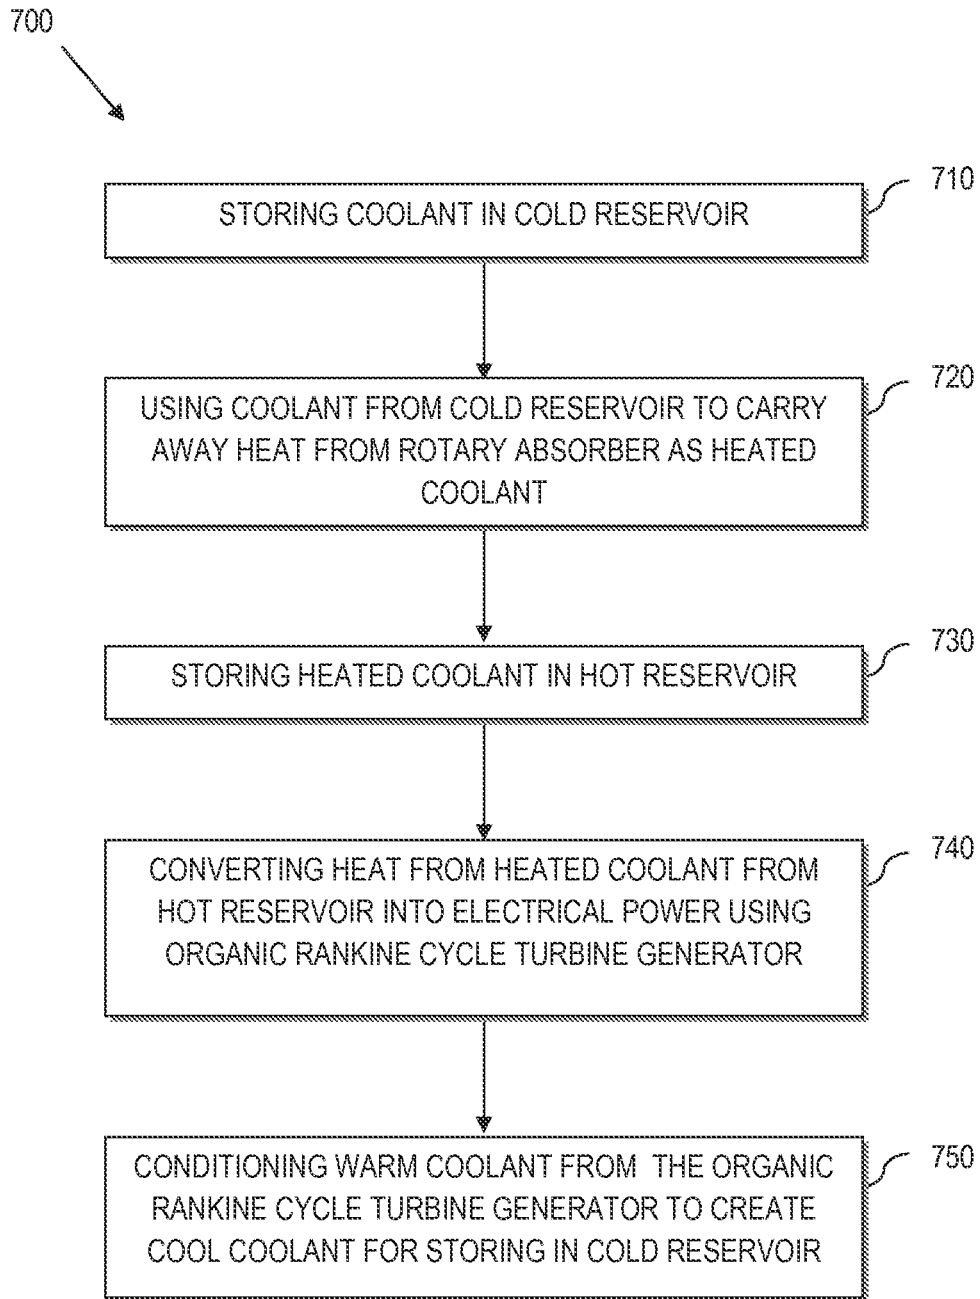 700
710
STORING COOLANT IN COLD RESERVOIR
720
USING COOLANT FROM COLD RESERVOIR TO CARRY
AWAY HEAT FROM ROTARY ABSORBER AS HEATED
COOLANT
730
STORING HEATED COOLANT IN HOT RESERVOIR
740
CONVERTING HEAT FROM HEATED COOLANT FROM
HOT RESERVOIR INTO ELECTRICAL POWER USING
ORGANIC RANKINE CYCLE TURBINE GENERATOR
750
CONDITIONING WARM COOLANT FROM THE ORGANIC
RANKINE CYCLE TURBINE GENERATOR TO CREATE
COOL COOLANT FOR STORING IN COLD RESERVOIR